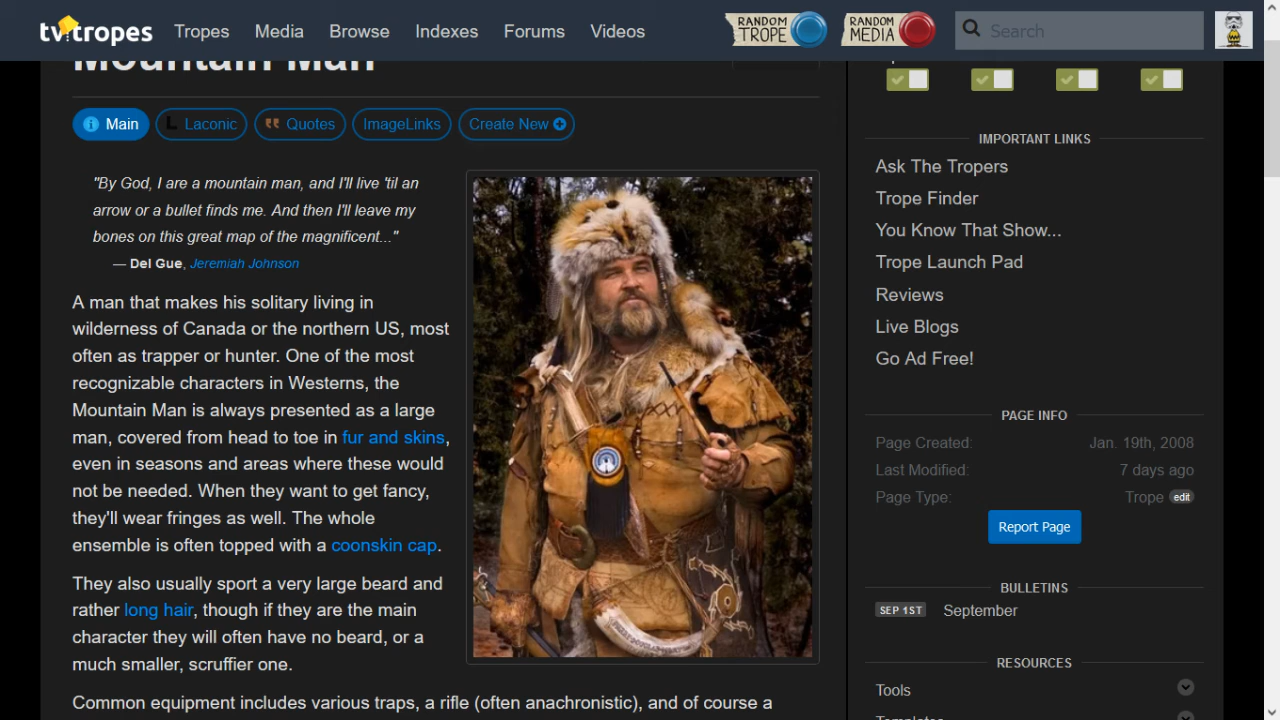 tvtropes
Tropes
Media
Browse
Indexes
Forums
Videos
RANDOM
TROPE
RANDOM
MEDIA
Search
Mountain Man
Main
Laconic
Quotes
ImageLinks
Create New
"By God, I are a mountain man, and I'll live 'til an
arrow or a bullet finds me. And then I'll leave my
bones on this great map of the magnificent..."
— Del Gue, Jeremiah Johnson
A man that makes his solitary living in
wilderness of Canada or the northern US, most
often as trapper or hunter. One of the most
recognizable characters in Westerns, the
Mountain Man is always presented as a large
man, covered from head to toe in fur and skins,
even in seasons and areas where these would
not be needed. When they want to get fancy,
they'll wear fringes as well. The whole
ensemble is often topped with a coonskin cap.
They also usually sport a very large beard and
rather long hair, though if they are the main
character they will often have no beard, or a
much smaller, scruffier one.
Common equipment includes various traps, a rifle (often anachronistic), and of course a
IMPORTANT LINKS
Ask The Tropers
Trope Finder
You Know That Show...
Trope Launch Pad
Reviews
Live Blogs
Go Ad Free!
PAGE INFO
Page Created: Jan. 19th, 2008
Last Modified: 7 days ago
Page Type: Trope edit
Report Page
BULLETINS
SEP 1ST September
RESOURCES
Tools
Templates